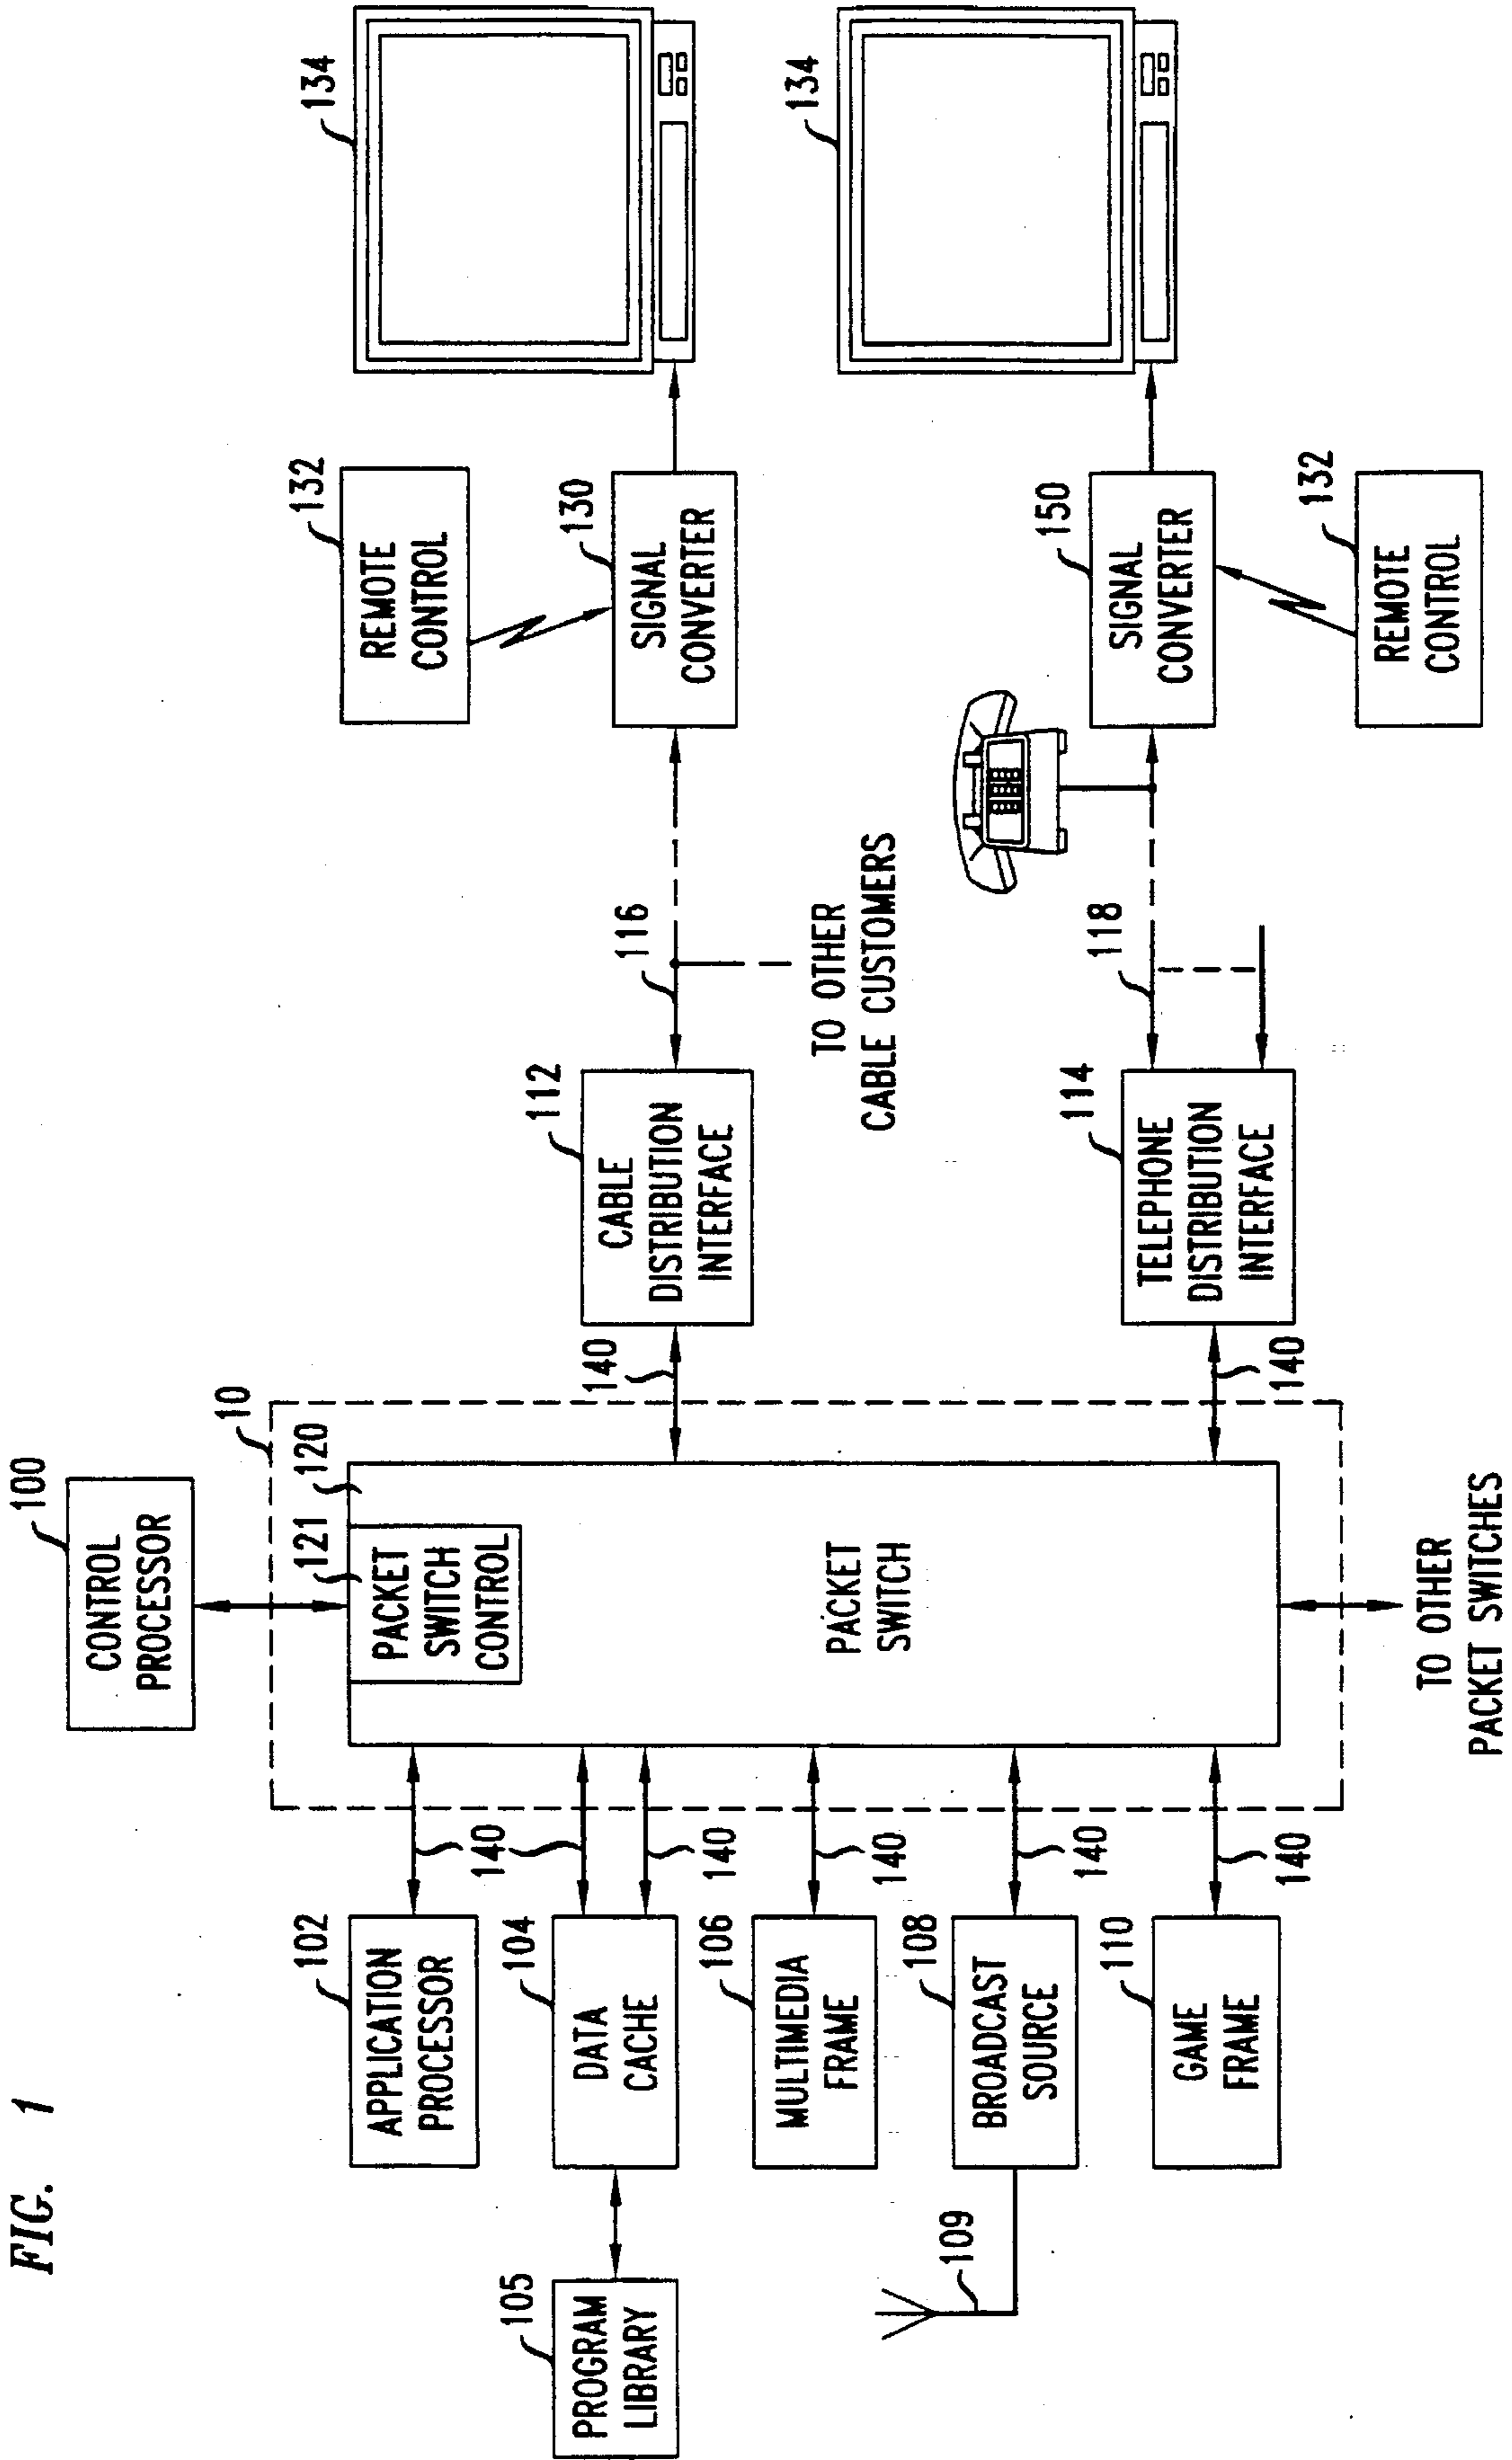 FIG. 1
100
CONTROL
PROCESSOR
10
121
120
PACKET
SWITCH
CONTROL
PACKET
SWITCH
TO OTHER
PACKET SWITCHES
102
APPLICATION
PROCESSOR
140
105
PROGRAM
LIBRARY
104
DATA
CACHE
140
106
MULTIMEDIA
FRAME
140
109
108
BROADCAST
SOURCE
140
110
GAME
FRAME
140
140
112
CABLE
DISTRIBUTION
INTERFACE
116
TO OTHER
CABLE CUSTOMERS
132
REMOTE
CONTROL
130
SIGNAL
CONVERTER
134
140
114
TELEPHONE
DISTRIBUTION
INTERFACE
118
150
SIGNAL
CONVERTER
132
REMOTE
CONTROL
134